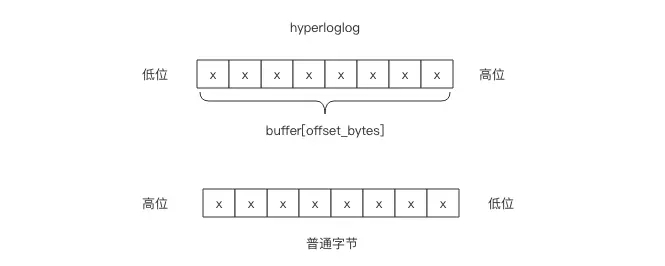 hyperloglog
低位 x x x x x x x x 高位
buffer[offset_bytes]
高位 x x x x x x x x 低位
普通字节